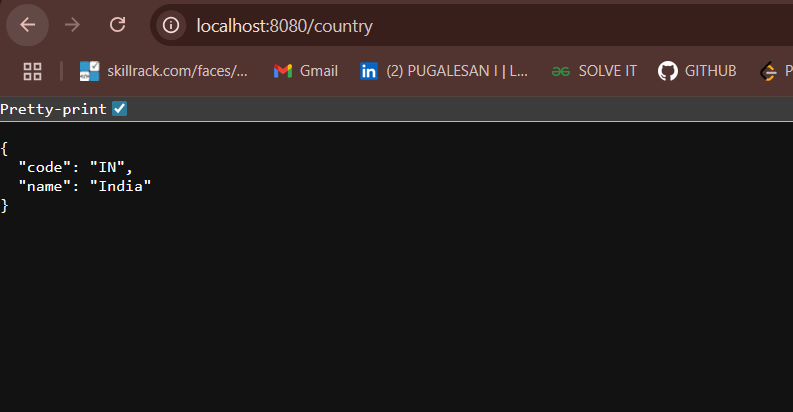 localhost:8080/country
skillrack.com/faces/... Gmail (2) PUGALESAN I | L... SOLVE IT GITHUB P
Pretty-print
{
  "code": "IN",
  "name": "India"
}